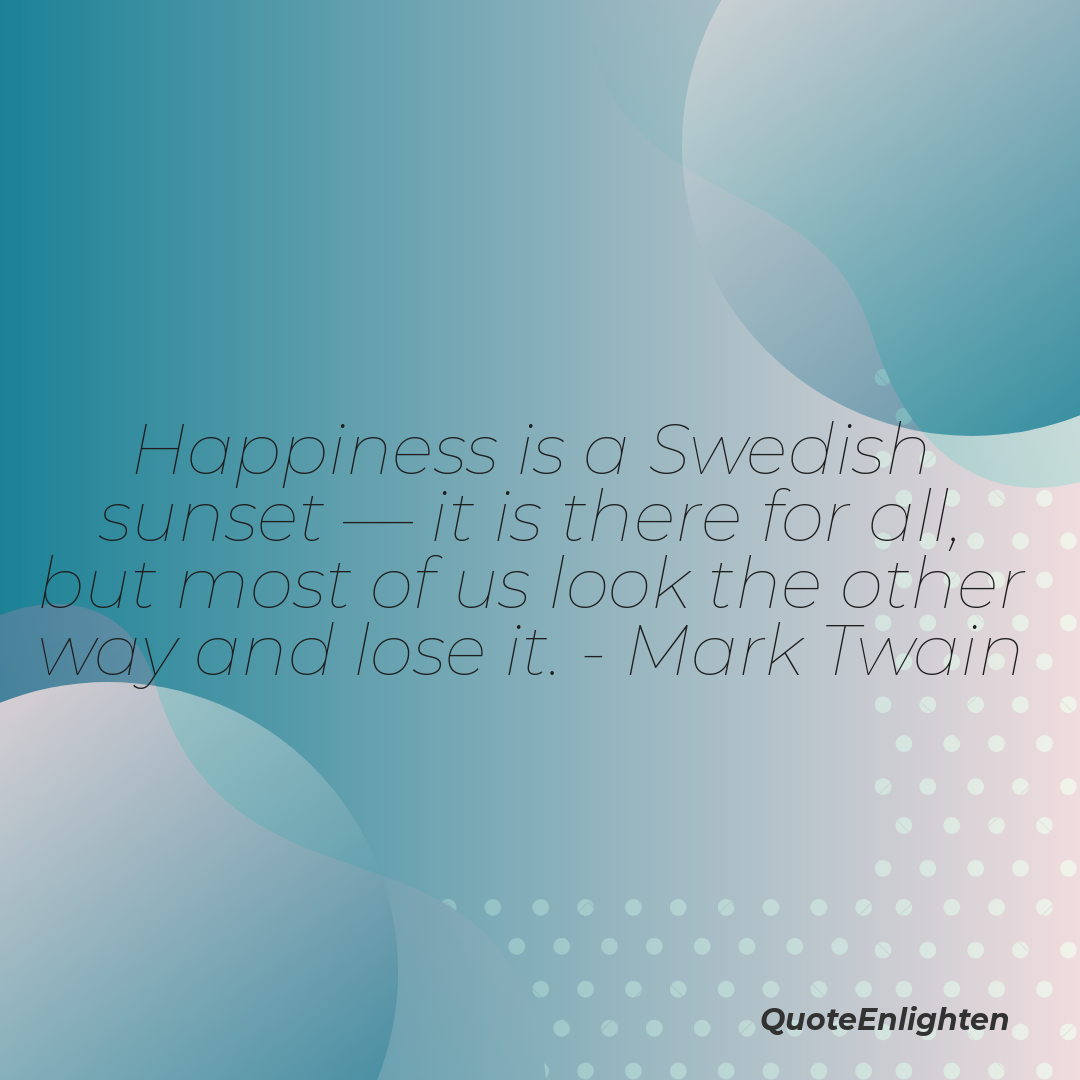 Happiness is a Swedish
sunset — it is there for all,
but most of us look the other
way and lose it. - Mark Twain
QuoteEnlighten